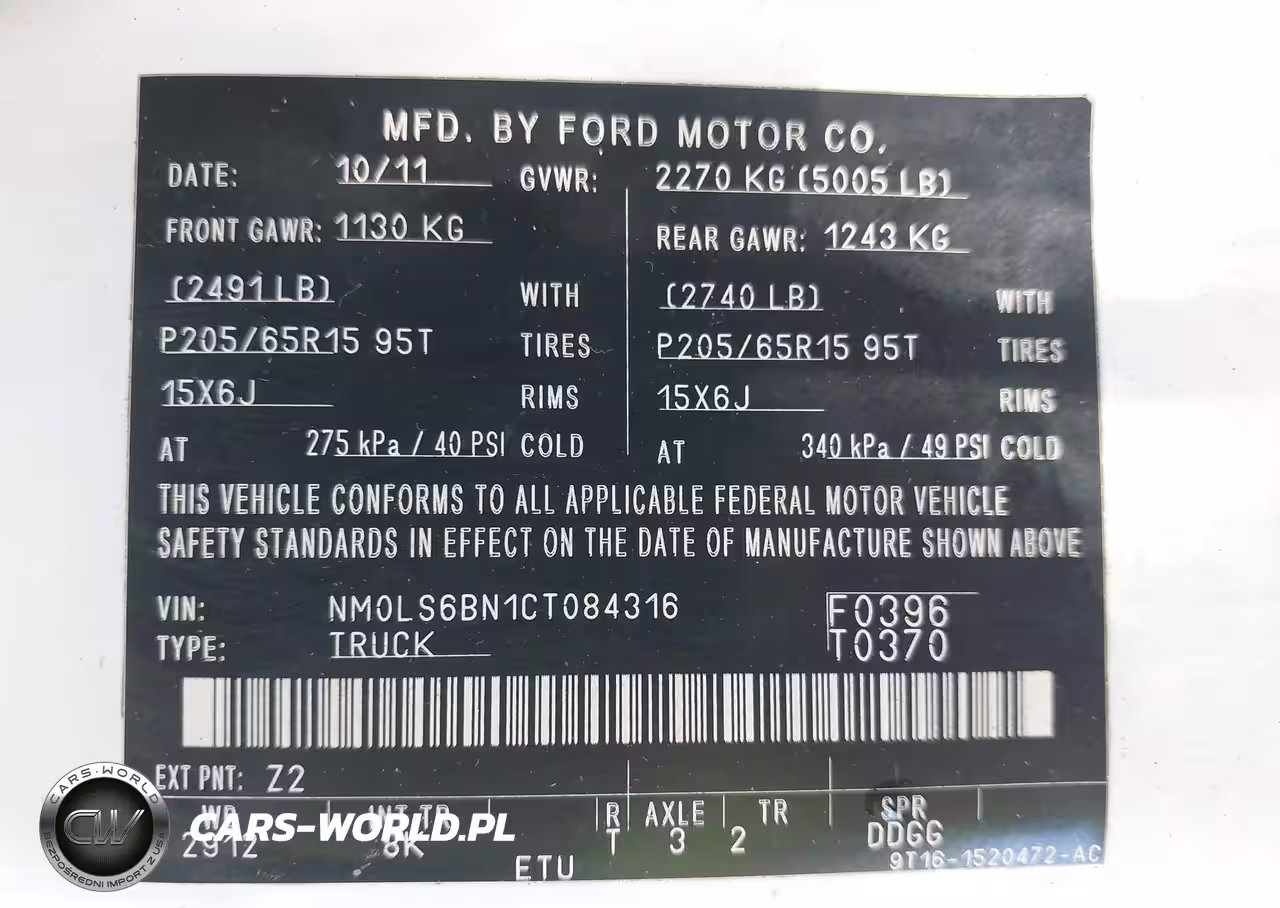 MFD. BY FORD MOTOR CO.
DATE: 10/11 GVWR: 2270 KG (5005 LB)
FRONT GAWR: 1130 KG REAR GAWR: 1243 KG
(2491 LB) WITH (2740 LB) WITH
P205/65R15 95T TIRES P205/65R15 95T TIRES
15X6J RIMS 15X6J RIMS
AT 275 kPa / 40 PSI COLD AT 340 kPa / 49 PSI COLD
THIS VEHICLE CONFORMS TO ALL APPLICABLE FEDERAL MOTOR VEHICLE
SAFETY STANDARDS IN EFFECT ON THE DATE OF MANUFACTURE SHOWN ABOVE
VIN: NM0LS6BN1CT084316 F0396
TYPE: TRUCK T0370
EXT PNT: Z2
WB INT TR R AXLE TR SPR
2912 8K T 3 2 DDGG
ETU 9T16-1520472-AC
CARS-WORLD
CW
BEZPOŚREDNI IMPORT Z USA
CARS-WORLD.PL